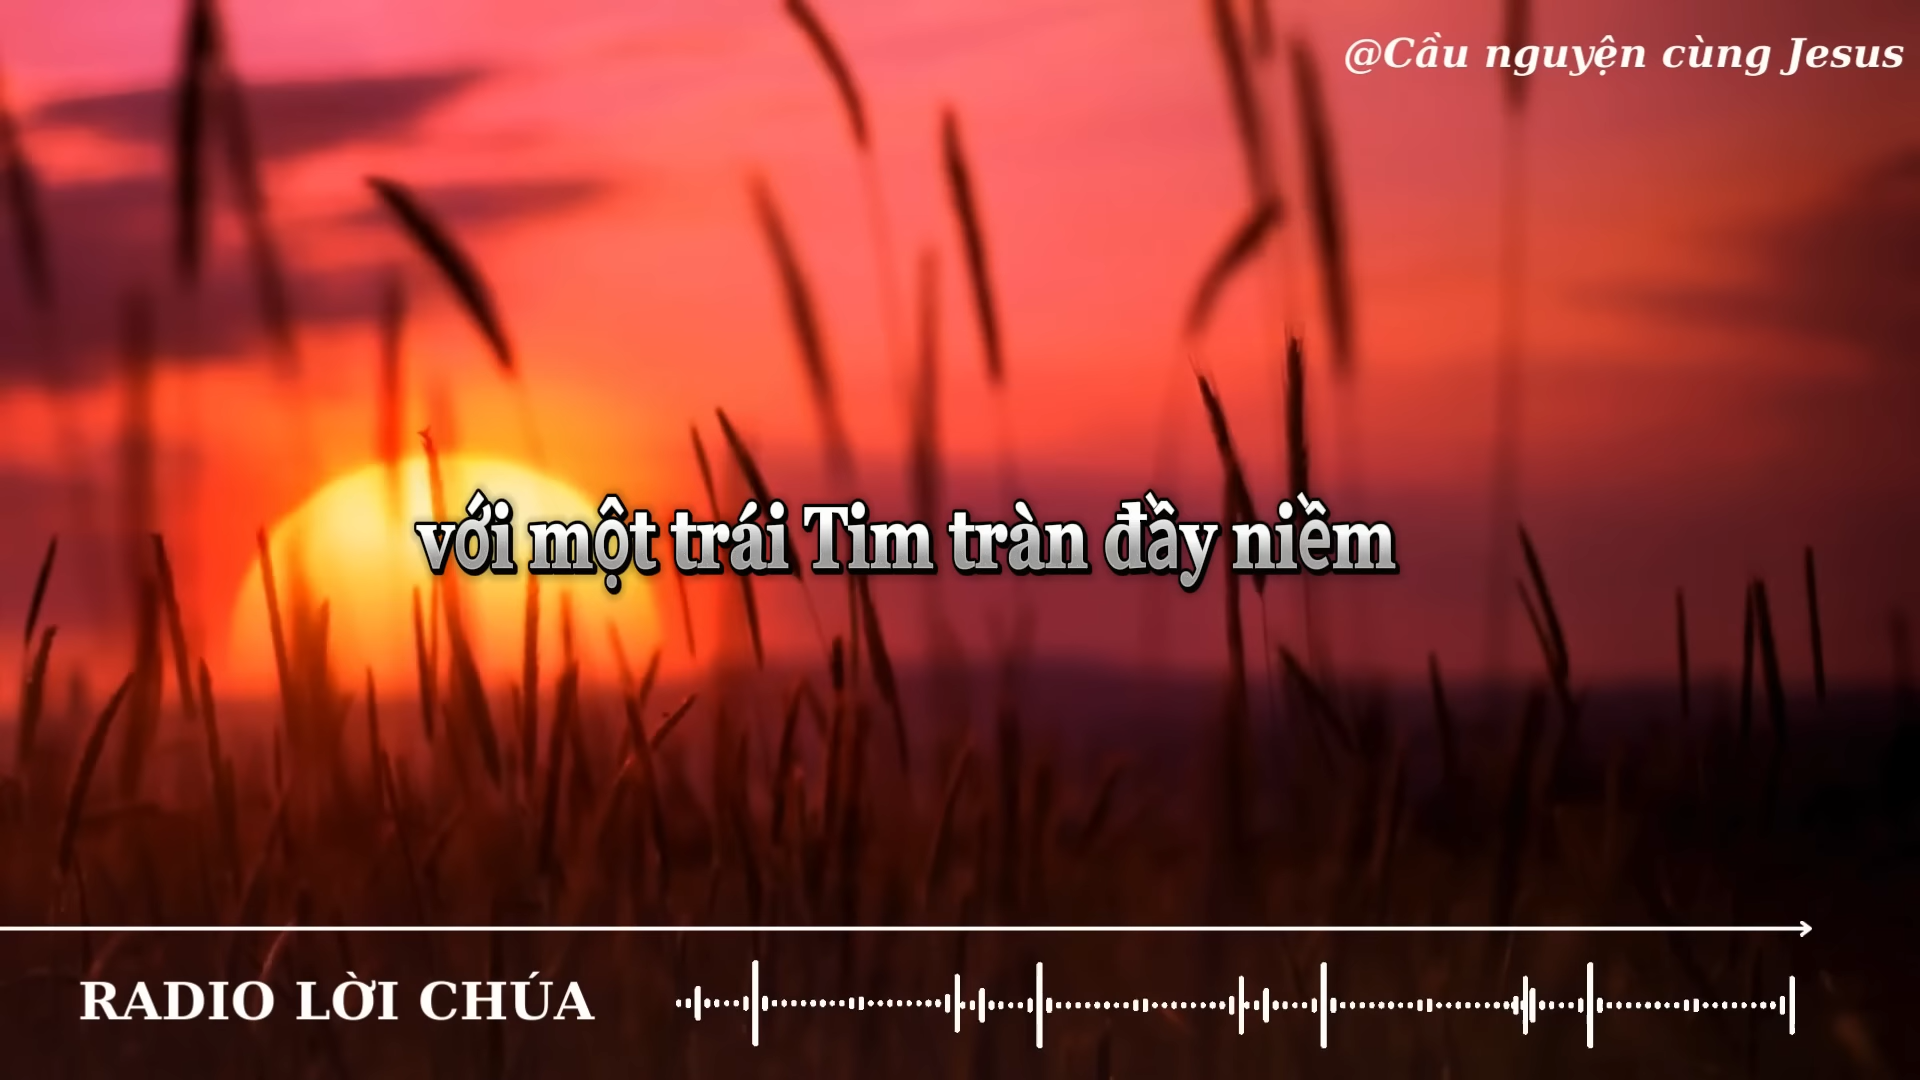 @Cầu nguyện cùng Jesus
với một trái Tim tràn đầy niềm
RADIO LỜI CHÚA